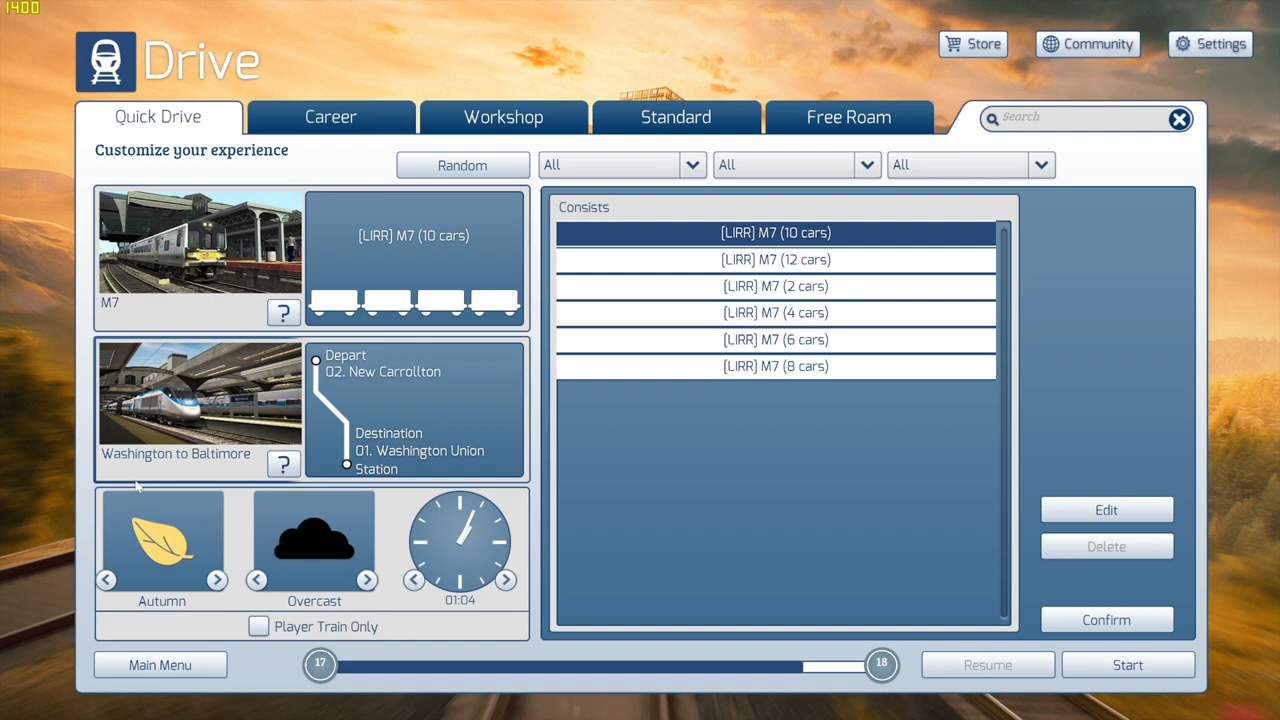 1400
Drive
Store
Community
Settings
Quick Drive
Career
Workshop
Standard
Free Roam
Search
Customize your experience
Random
All
All
All
M7
?
[LIRR] M7 (10 cars)
Washington to Baltimore
?
Depart
02. New Carrollton
Destination
01. Washington Union
Station
Autumn
Overcast
01:04
Player Train Only
Consists
[LIRR] M7 (10 cars)
[LIRR] M7 (12 cars)
[LIRR] M7 (2 cars)
[LIRR] M7 (4 cars)
[LIRR] M7 (6 cars)
[LIRR] M7 (8 cars)
Edit
Delete
Confirm
Main Menu
17
18
Resume
Start